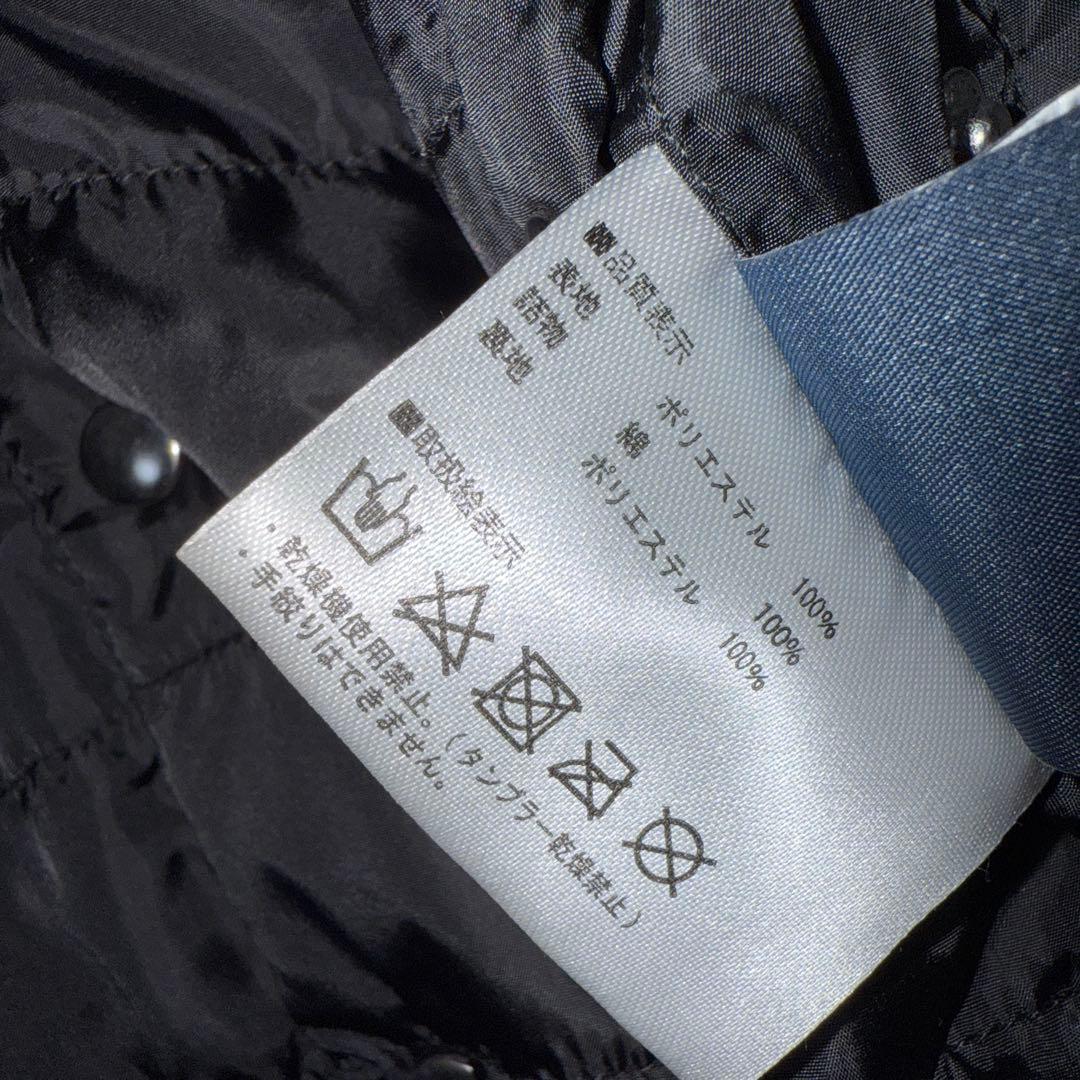 ■品質表示
表地 ポリエステル 100%
詰物 綿 100%
裏地 ポリエステル 100%
■取扱絵表示
・乾燥機使用禁止。（タンブラー乾燥禁止）
・手絞りはできません。